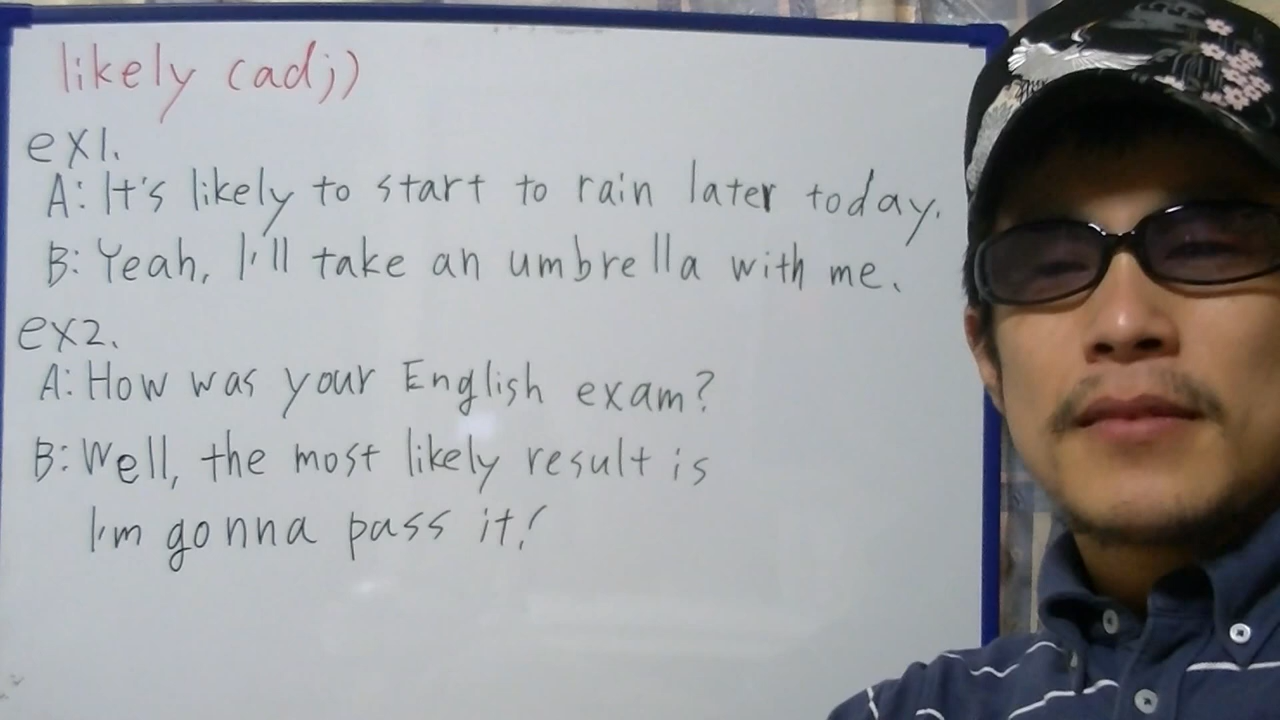 likely (adj)
ex1.
A: It's likely to start to rain later today.
B: Yeah, I'll take an umbrella with me.
ex2.
A: How was your English exam?
B: Well, the most likely result is
I'm gonna pass it!